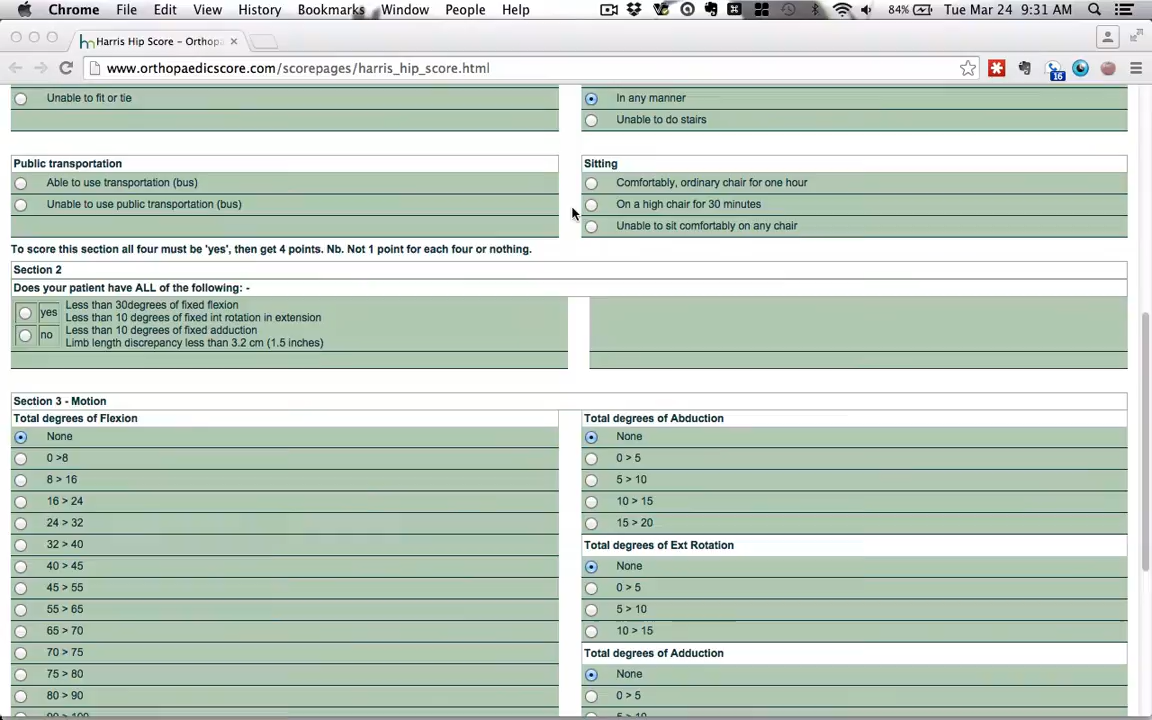 Chrome File Edit View History Bookmarks Window People Help 84% Tue Mar 24 9:31 AM
Harris Hip Score – Orthop
www.orthopaedicscore.com/scorepages/harris_hip_score.html
16
Unable to fit or tie
In any manner
Unable to do stairs
Public transportation
Able to use transportation (bus)
Unable to use public transportation (bus)
Sitting
Comfortably, ordinary chair for one hour
On a high chair for 30 minutes
Unable to sit comfortably on any chair
To score this section all four must be 'yes', then get 4 points. Nb. Not 1 point for each four or nothing.
Section 2
Does your patient have ALL of the following: -
yes
no
Less than 30degrees of fixed flexion
Less than 10 degrees of fixed int rotation in extension
Less than 10 degrees of fixed adduction
Limb length discrepancy less than 3.2 cm (1.5 inches)
Section 3 - Motion
Total degrees of Flexion
None
0 >8
8 > 16
16 > 24
24 > 32
32 > 40
40 > 45
45 > 55
55 > 65
65 > 70
70 > 75
75 > 80
80 > 90
90 > 100
Total degrees of Abduction
None
0 > 5
5 > 10
10 > 15
15 > 20
Total degrees of Ext Rotation
None
0 > 5
5 > 10
10 > 15
Total degrees of Adduction
None
0 > 5
5 > 10